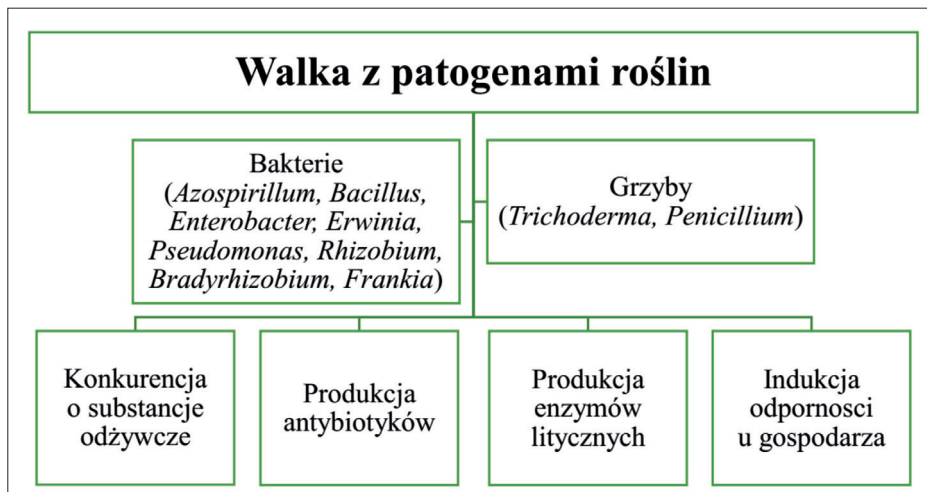 Walka z patogenami roślin
Bakterie
(Azospirillum, Bacillus,
Enterobacter, Erwinia,
Pseudomonas, Rhizobium,
Bradyrhizobium, Frankia)
Grzyby
(Trichoderma, Penicillium)
Konkurencja
o substancje
odżywcze
Produkcja
antybiotyków
Produkcja
enzymów
litycznych
Indukcja
odpornosci
u gospodarza